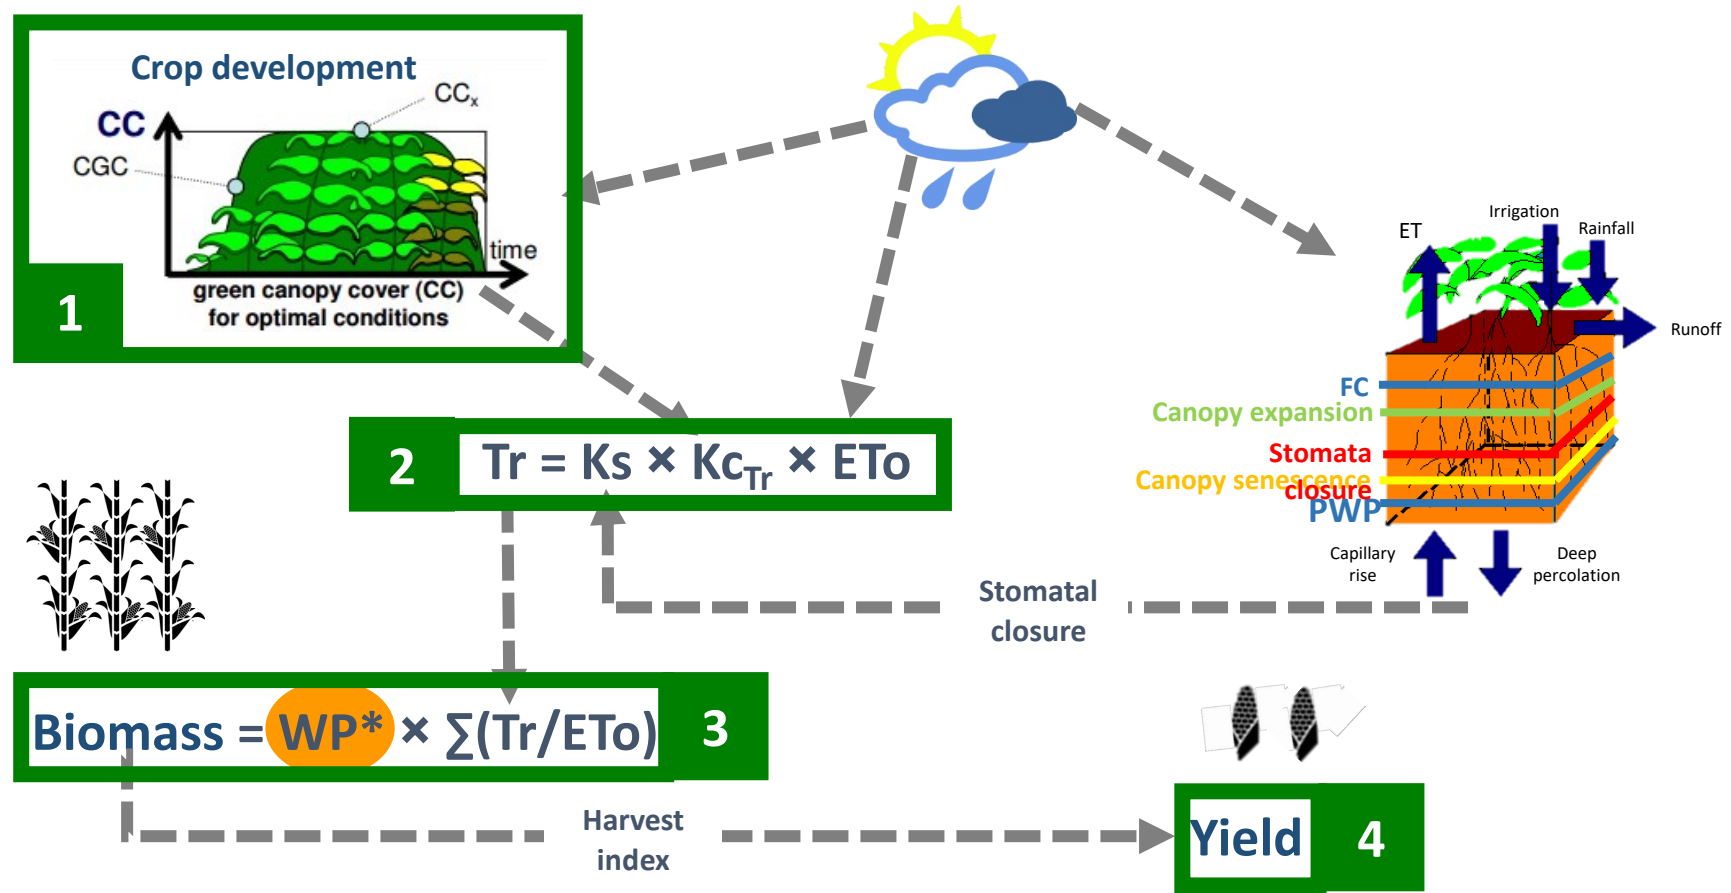 Crop development
CC
CCx
CGC
time
green canopy cover (CC)
for optimal conditions
1
Irrigation
ET
Rainfall
Runoff
FC
Canopy expansion
Stomata
closure
Canopy senescence
PWP
Capillary
rise
Deep
percolation
2
Tr = Ks × KcTr × ETo
Stomatal
closure
Biomass = WP* × ∑(Tr/ETo)
3
Harvest
index
Yield
4